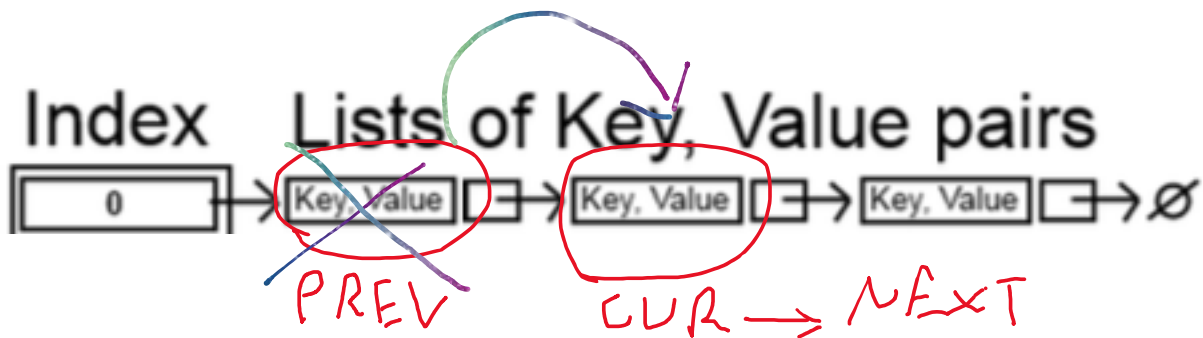 Index Lists of Key, Value pairs
0 Key, Value Key, Value Key, Value
PREV CUR NEXT